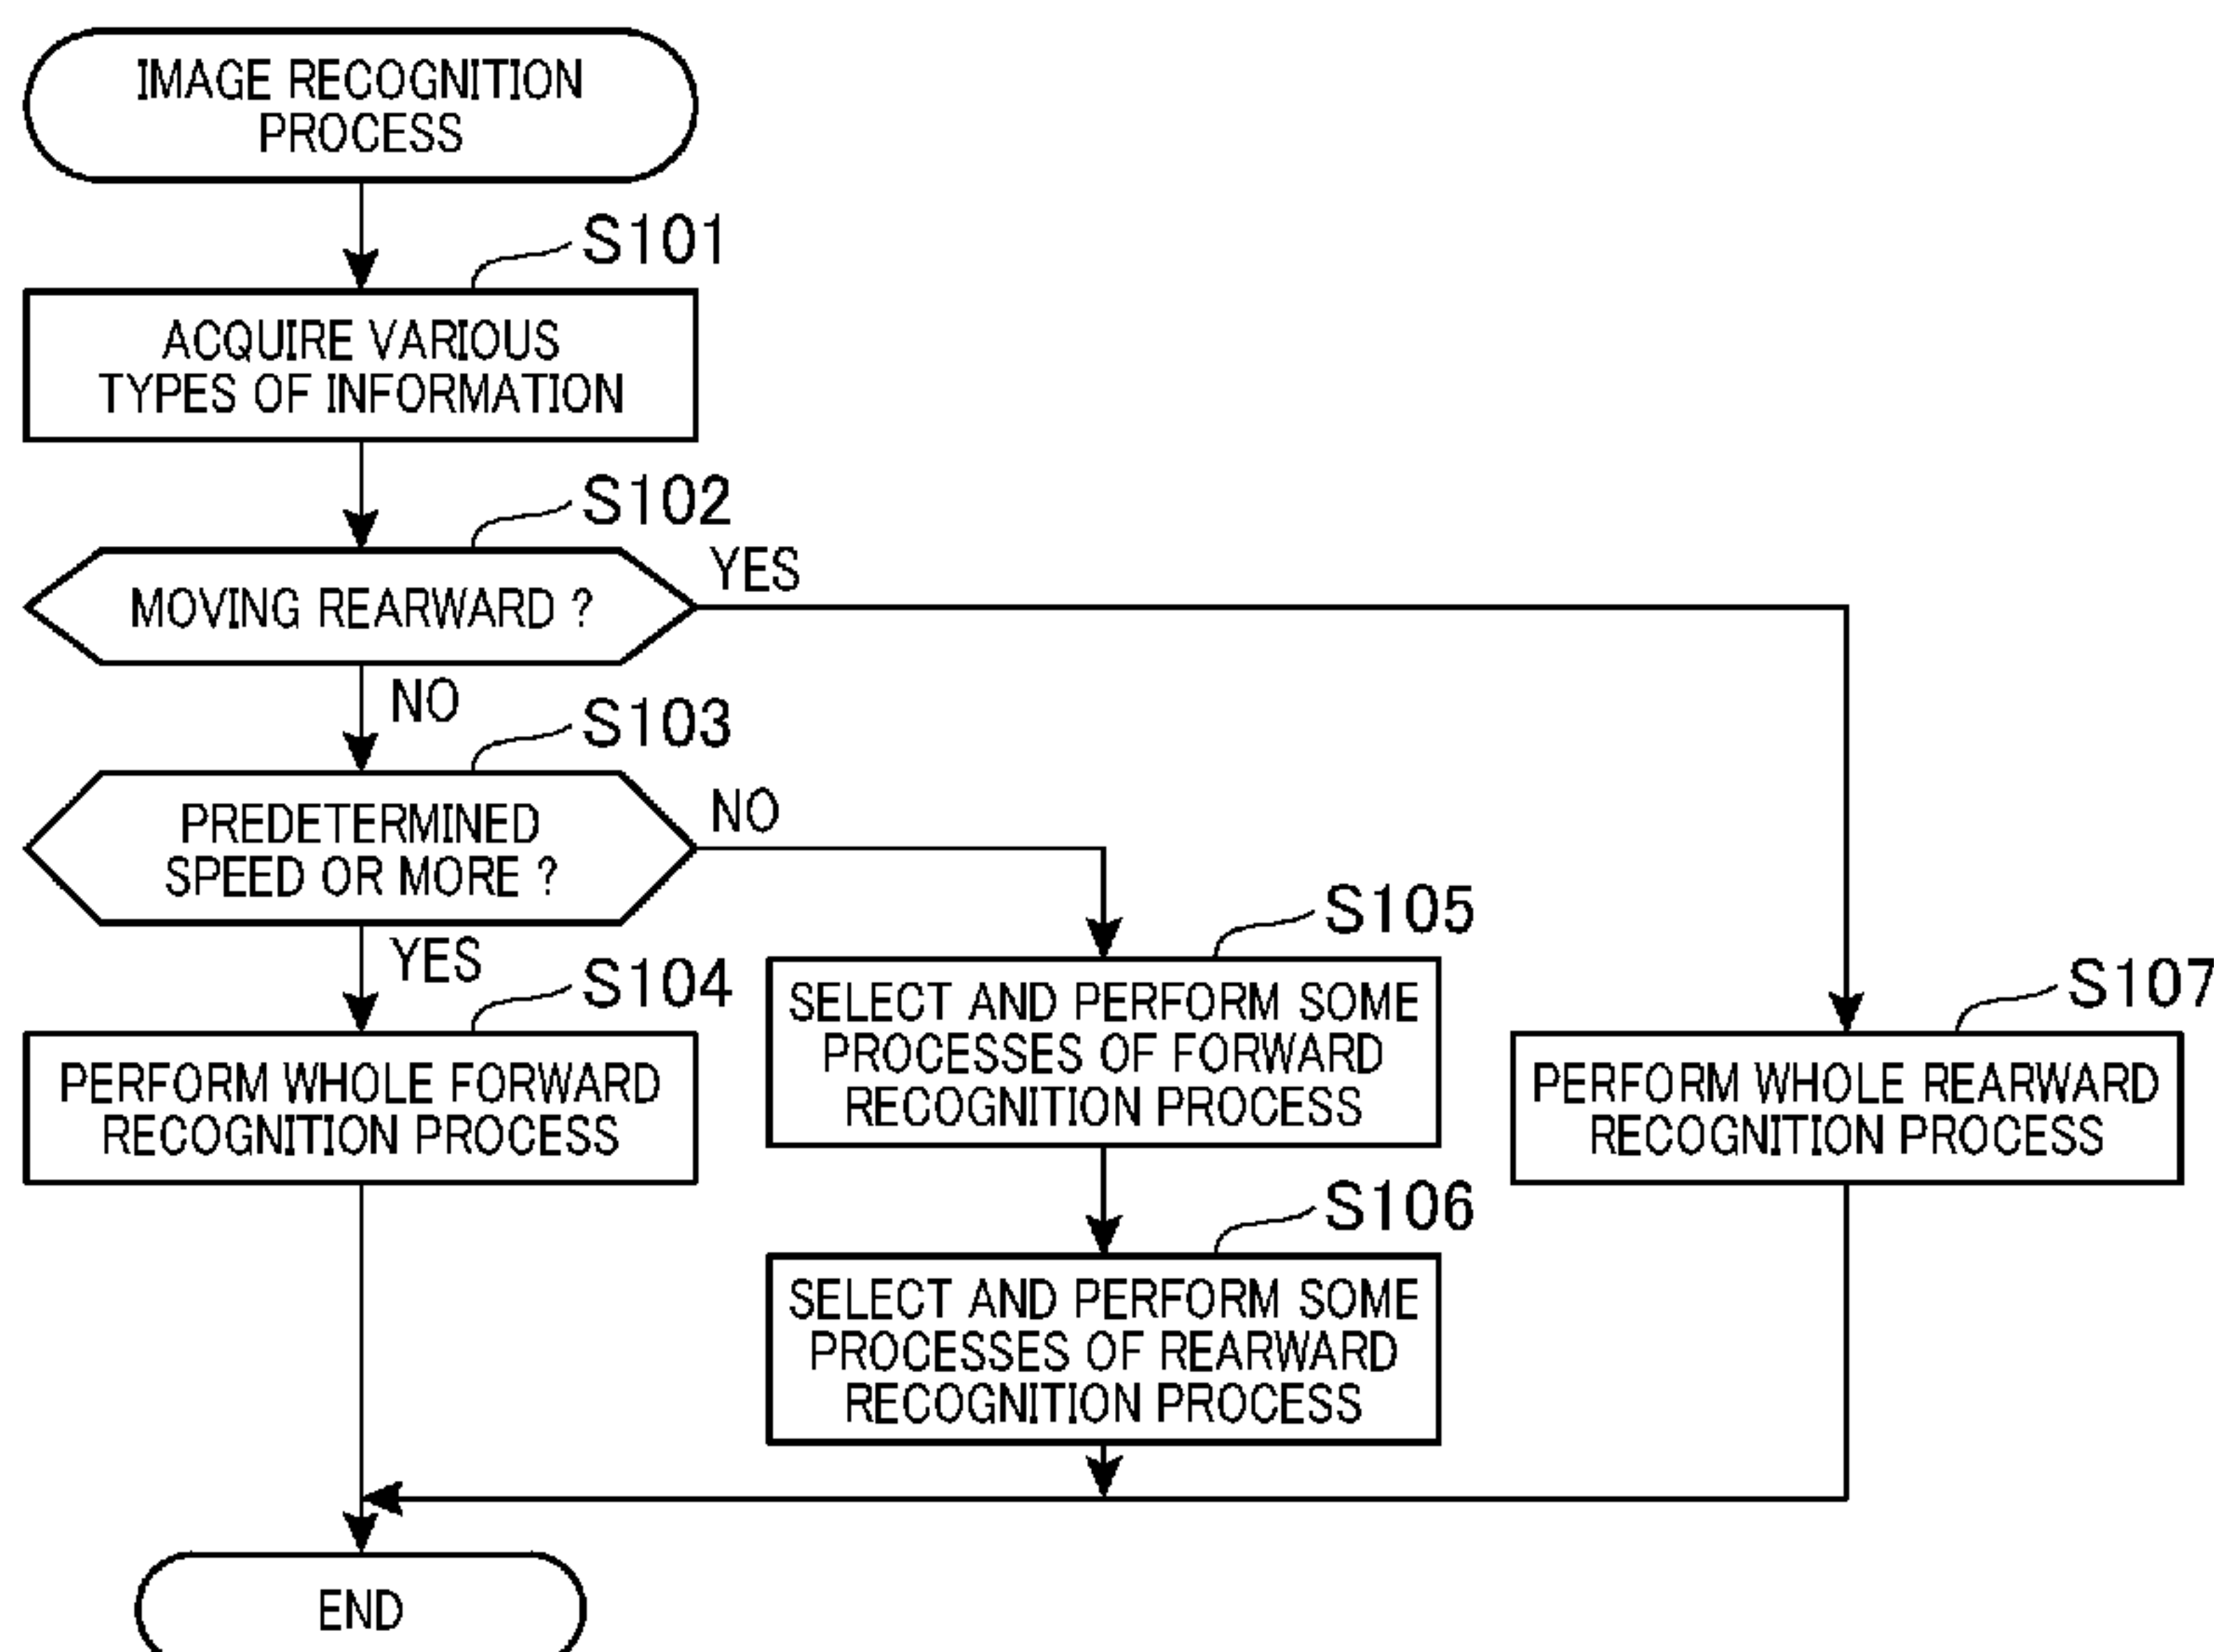 IMAGE RECOGNITION
PROCESS
S101
ACQUIRE VARIOUS
TYPES OF INFORMATION
S102
MOVING REARWARD ?
YES
NO
S103
PREDETERMINED
SPEED OR MORE ?
NO
YES
S104
PERFORM WHOLE FORWARD
RECOGNITION PROCESS
S105
SELECT AND PERFORM SOME
PROCESSES OF FORWARD
RECOGNITION PROCESS
S106
SELECT AND PERFORM SOME
PROCESSES OF REARWARD
RECOGNITION PROCESS
S107
PERFORM WHOLE REARWARD
RECOGNITION PROCESS
END